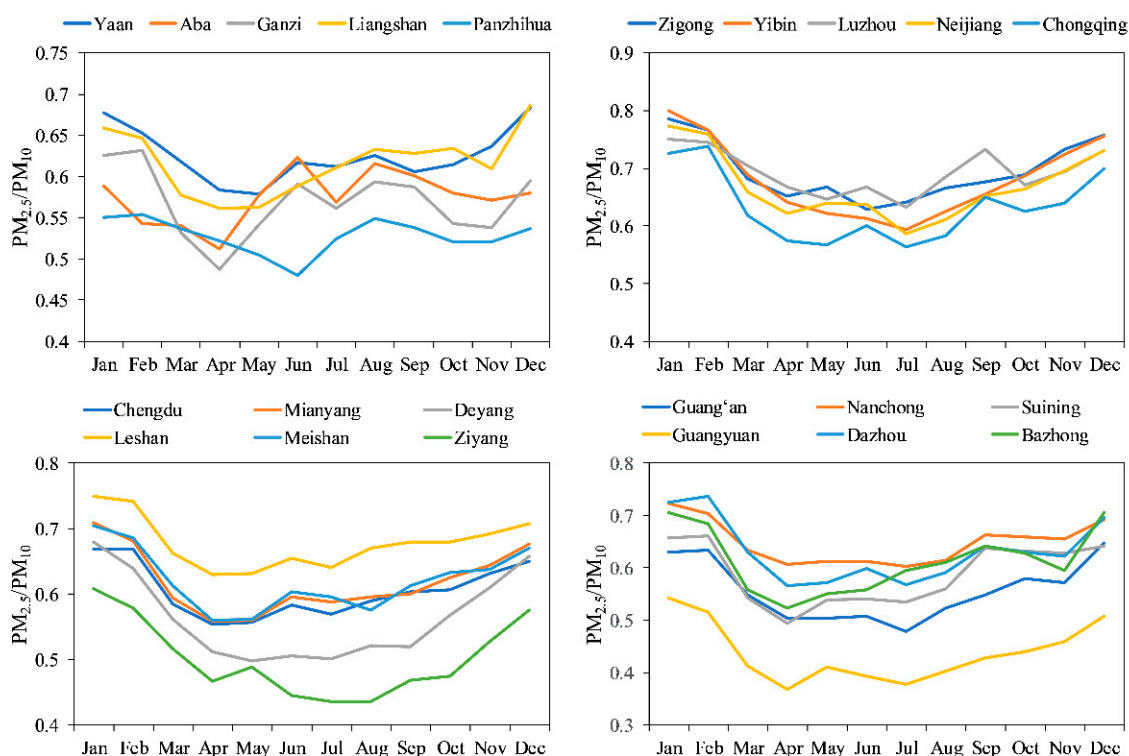 Yaan Aba Ganzi Liangshan Panzhihua
0.75
0.7
0.65
0.6
0.55
0.5
0.45
0.4
PM2.5/PM10
Jan Feb Mar Apr May Jun Jul Aug Sep Oct Nov Dec
Zigong Yibin Luzhou Neijiang Chongqing
0.9
0.8
0.7
0.6
0.5
0.4
PM2.5/PM10
Jan Feb Mar Apr May Jun Jul Aug Sep Oct Nov Dec
Chengdu Mianyang Deyang
Leshan Meishan Ziyang
0.8
0.7
0.6
0.5
0.4
PM2.5/PM10
Jan Feb Mar Apr May Jun Jul Aug Sep Oct Nov Dec
Guang‘an Nanchong Suining
Guangyuan Dazhou Bazhong
0.8
0.7
0.6
0.5
0.4
0.3
PM2.5/PM10
Jan Feb Mar Apr May Jun Jul Aug Sep Oct Nov Dec